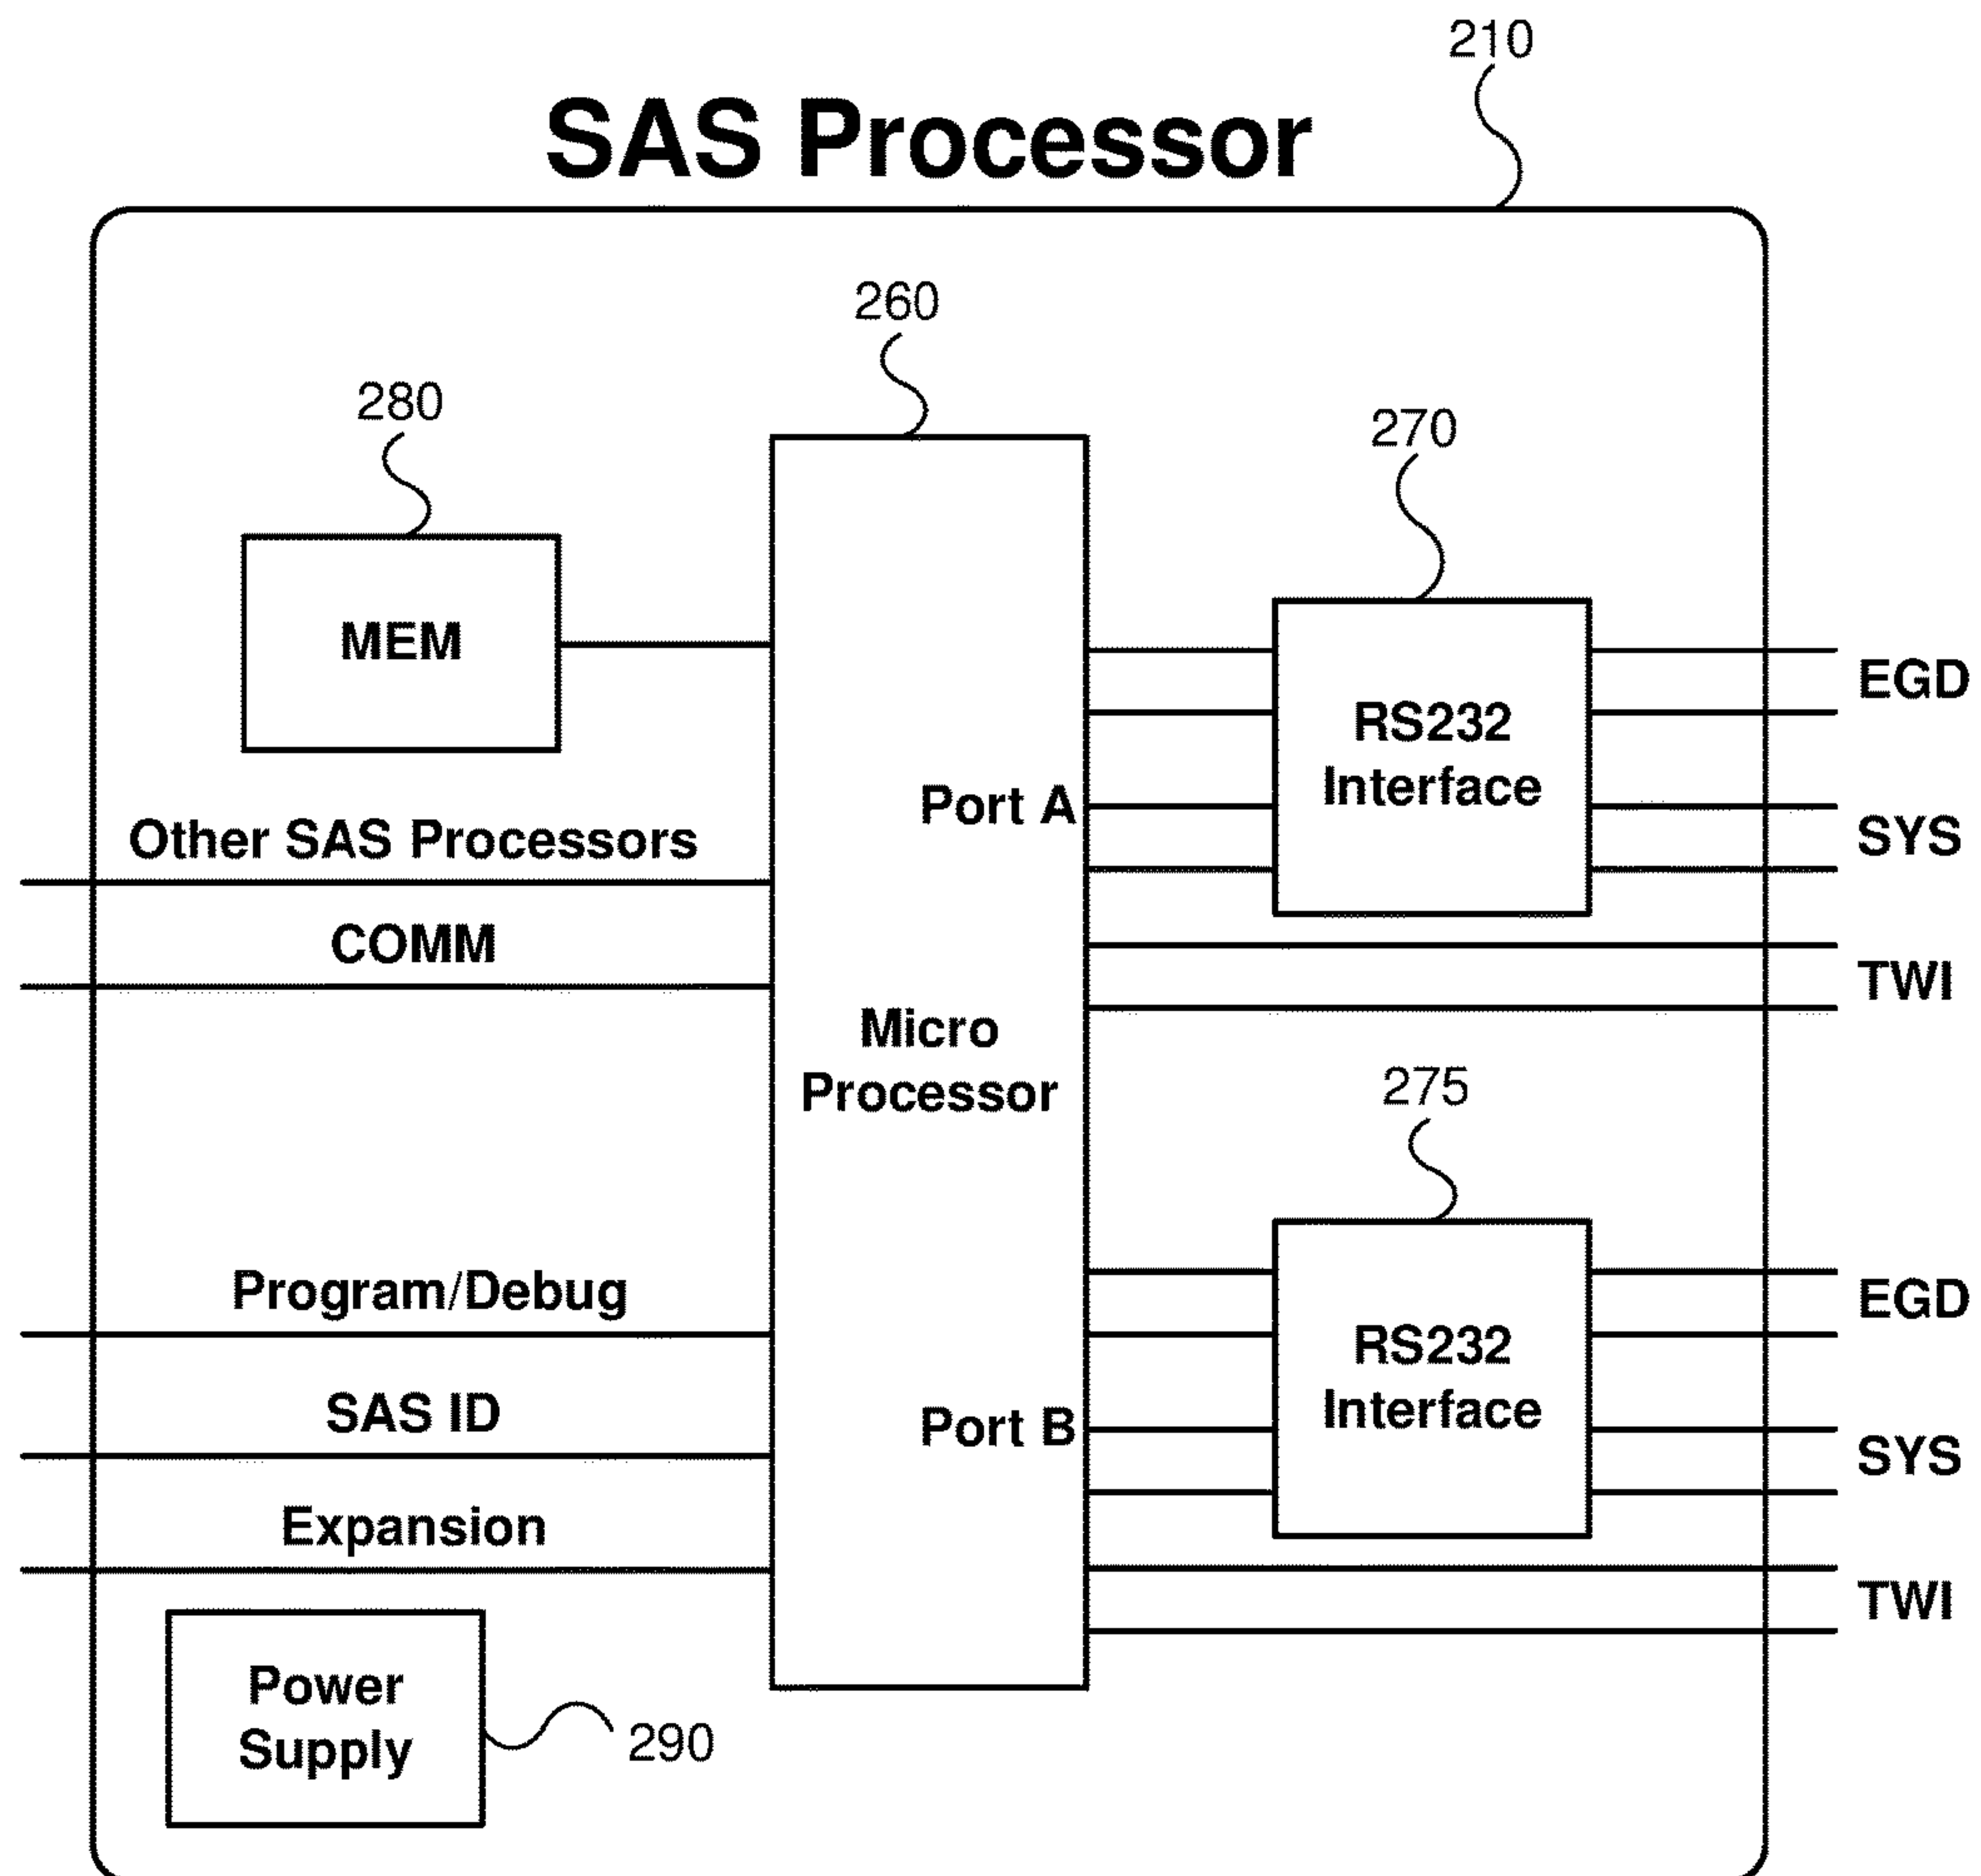 210
SAS Processor
260
280
270
MEM
EGD
RS232
Interface
Port A
SYS
Other SAS Processors
COMM
TWI
Micro
Processor
275
Program/Debug
EGD
RS232
Interface
SAS ID
Port B
SYS
Expansion
TWI
Power
Supply
290